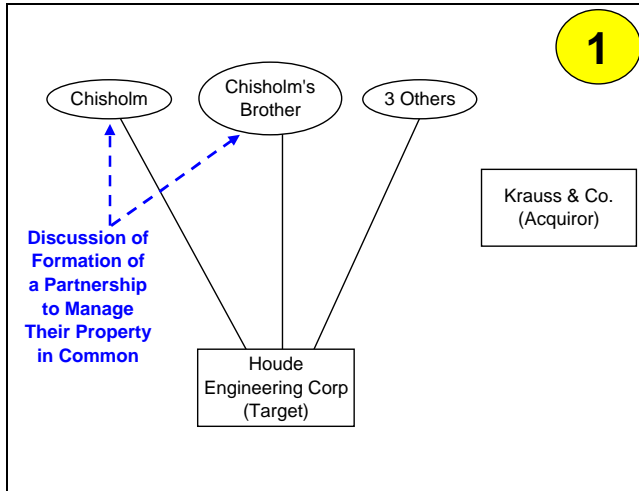 1
Chisholm
Chisholm's
Brother
3 Others
Krauss & Co.
(Acquiror)
Discussion of
Formation of
a Partnership
to Manage
Their Property
in Common
Houde
Engineering Corp
(Target)